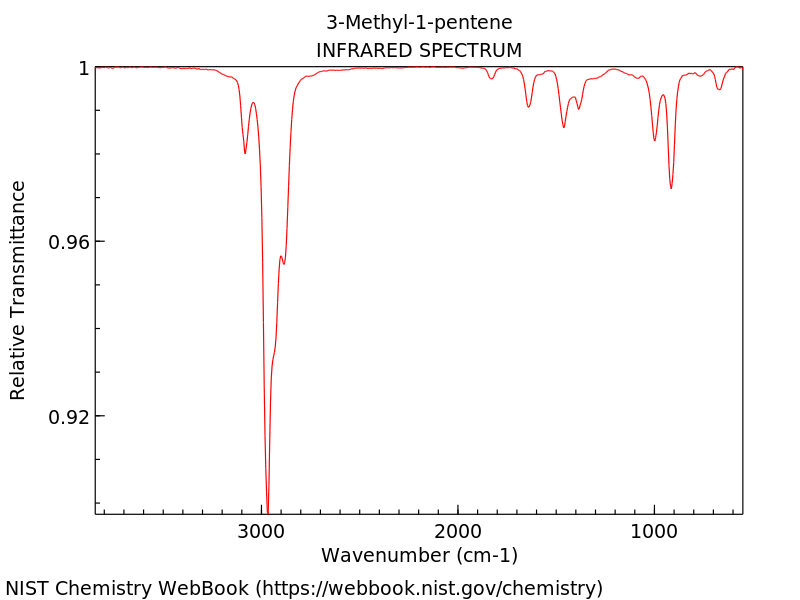 3-Methyl-1-pentene
INFRARED SPECTRUM
1
0.96
0.92
Relative Transmittance
3000 2000 1000
Wavenumber (cm-1)
NIST Chemistry WebBook (https://webbook.nist.gov/chemistry)